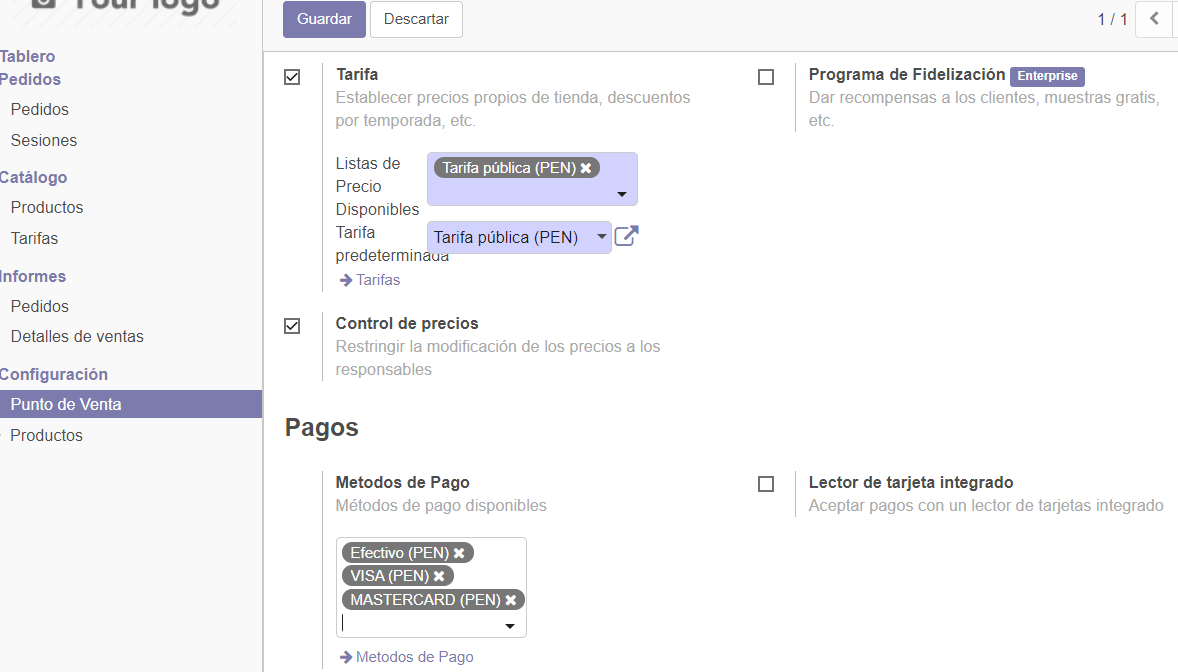 Your logo
Guardar
Descartar
1 / 1
Tablero
Pedidos
Pedidos
Sesiones
Catálogo
Productos
Tarifas
Informes
Pedidos
Detalles de ventas
Configuración
Punto de Venta
Productos
Tarifa
Establecer precios propios de tienda, descuentos
por temporada, etc.
Listas de
Precio
Disponibles
Tarifa pública (PEN)
Tarifa
predeterminada
Tarifa pública (PEN)
Tarifas
Programa de Fidelización Enterprise
Dar recompensas a los clientes, muestras gratis,
etc.
Control de precios
Restringir la modificación de los precios a los
responsables
Pagos
Metodos de Pago
Métodos de pago disponibles
Efectivo (PEN)
VISA (PEN)
MASTERCARD (PEN)
Metodos de Pago
Lector de tarjeta integrado
Aceptar pagos con un lector de tarjetas integrado